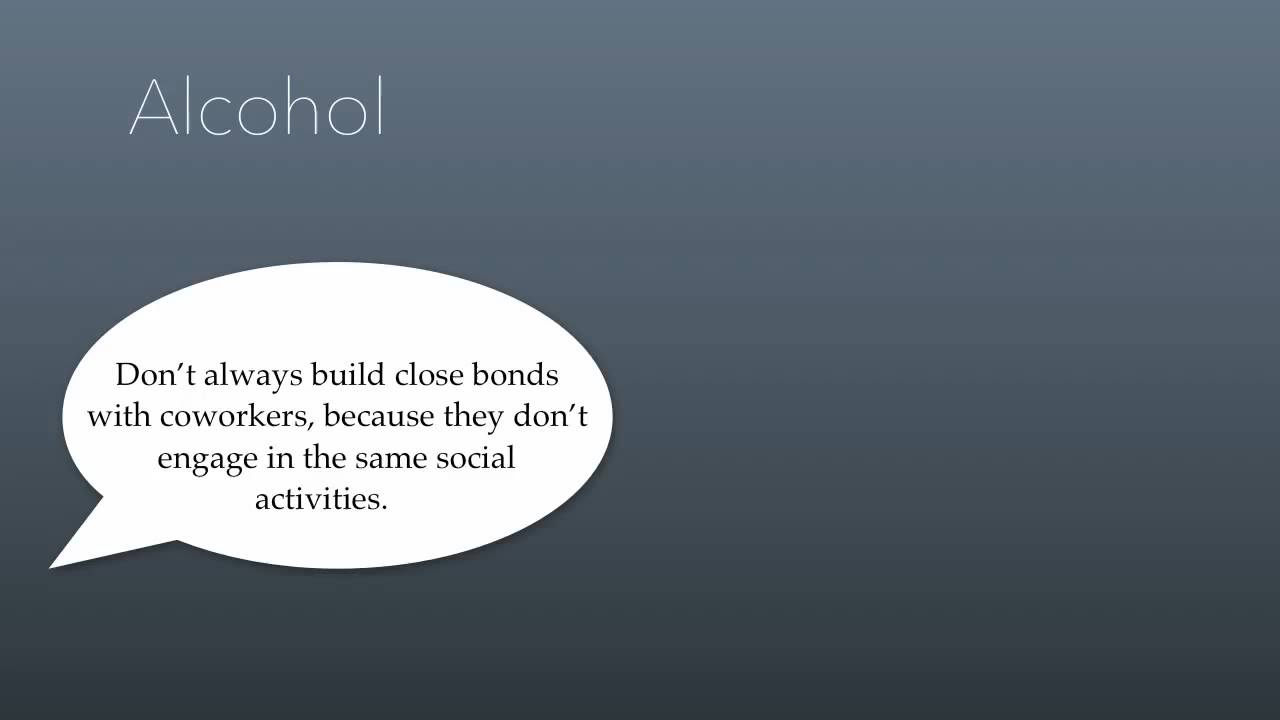 Alcohol
Don’t always build close bonds
with coworkers, because they don’t
engage in the same social
activities.